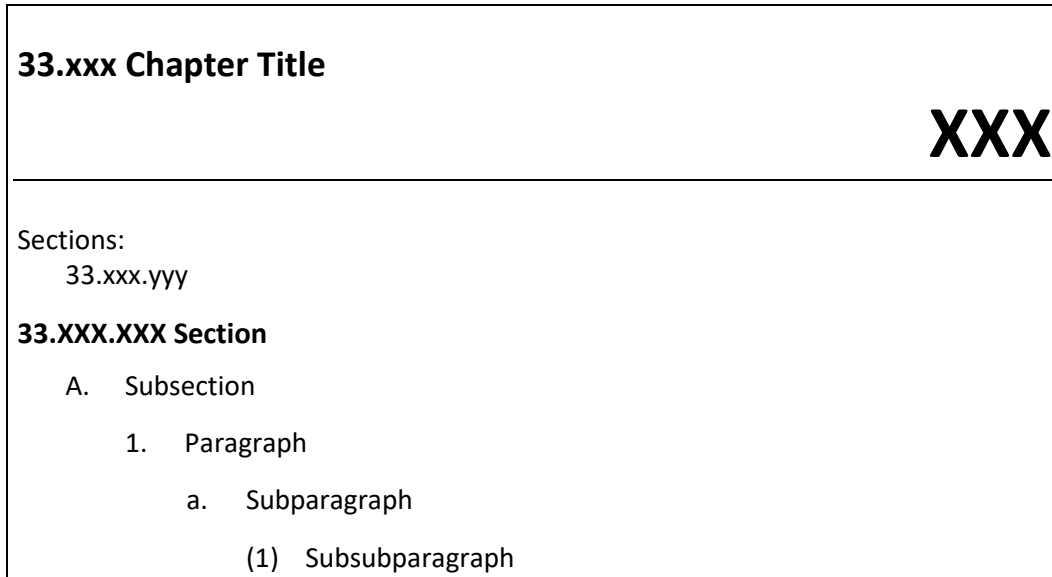 33.xxx Chapter Title
XXX
Sections:
33.xxx.yyy
33.XXX.XXX Section
A. Subsection
1. Paragraph
a. Subparagraph
(1) Subsubparagraph